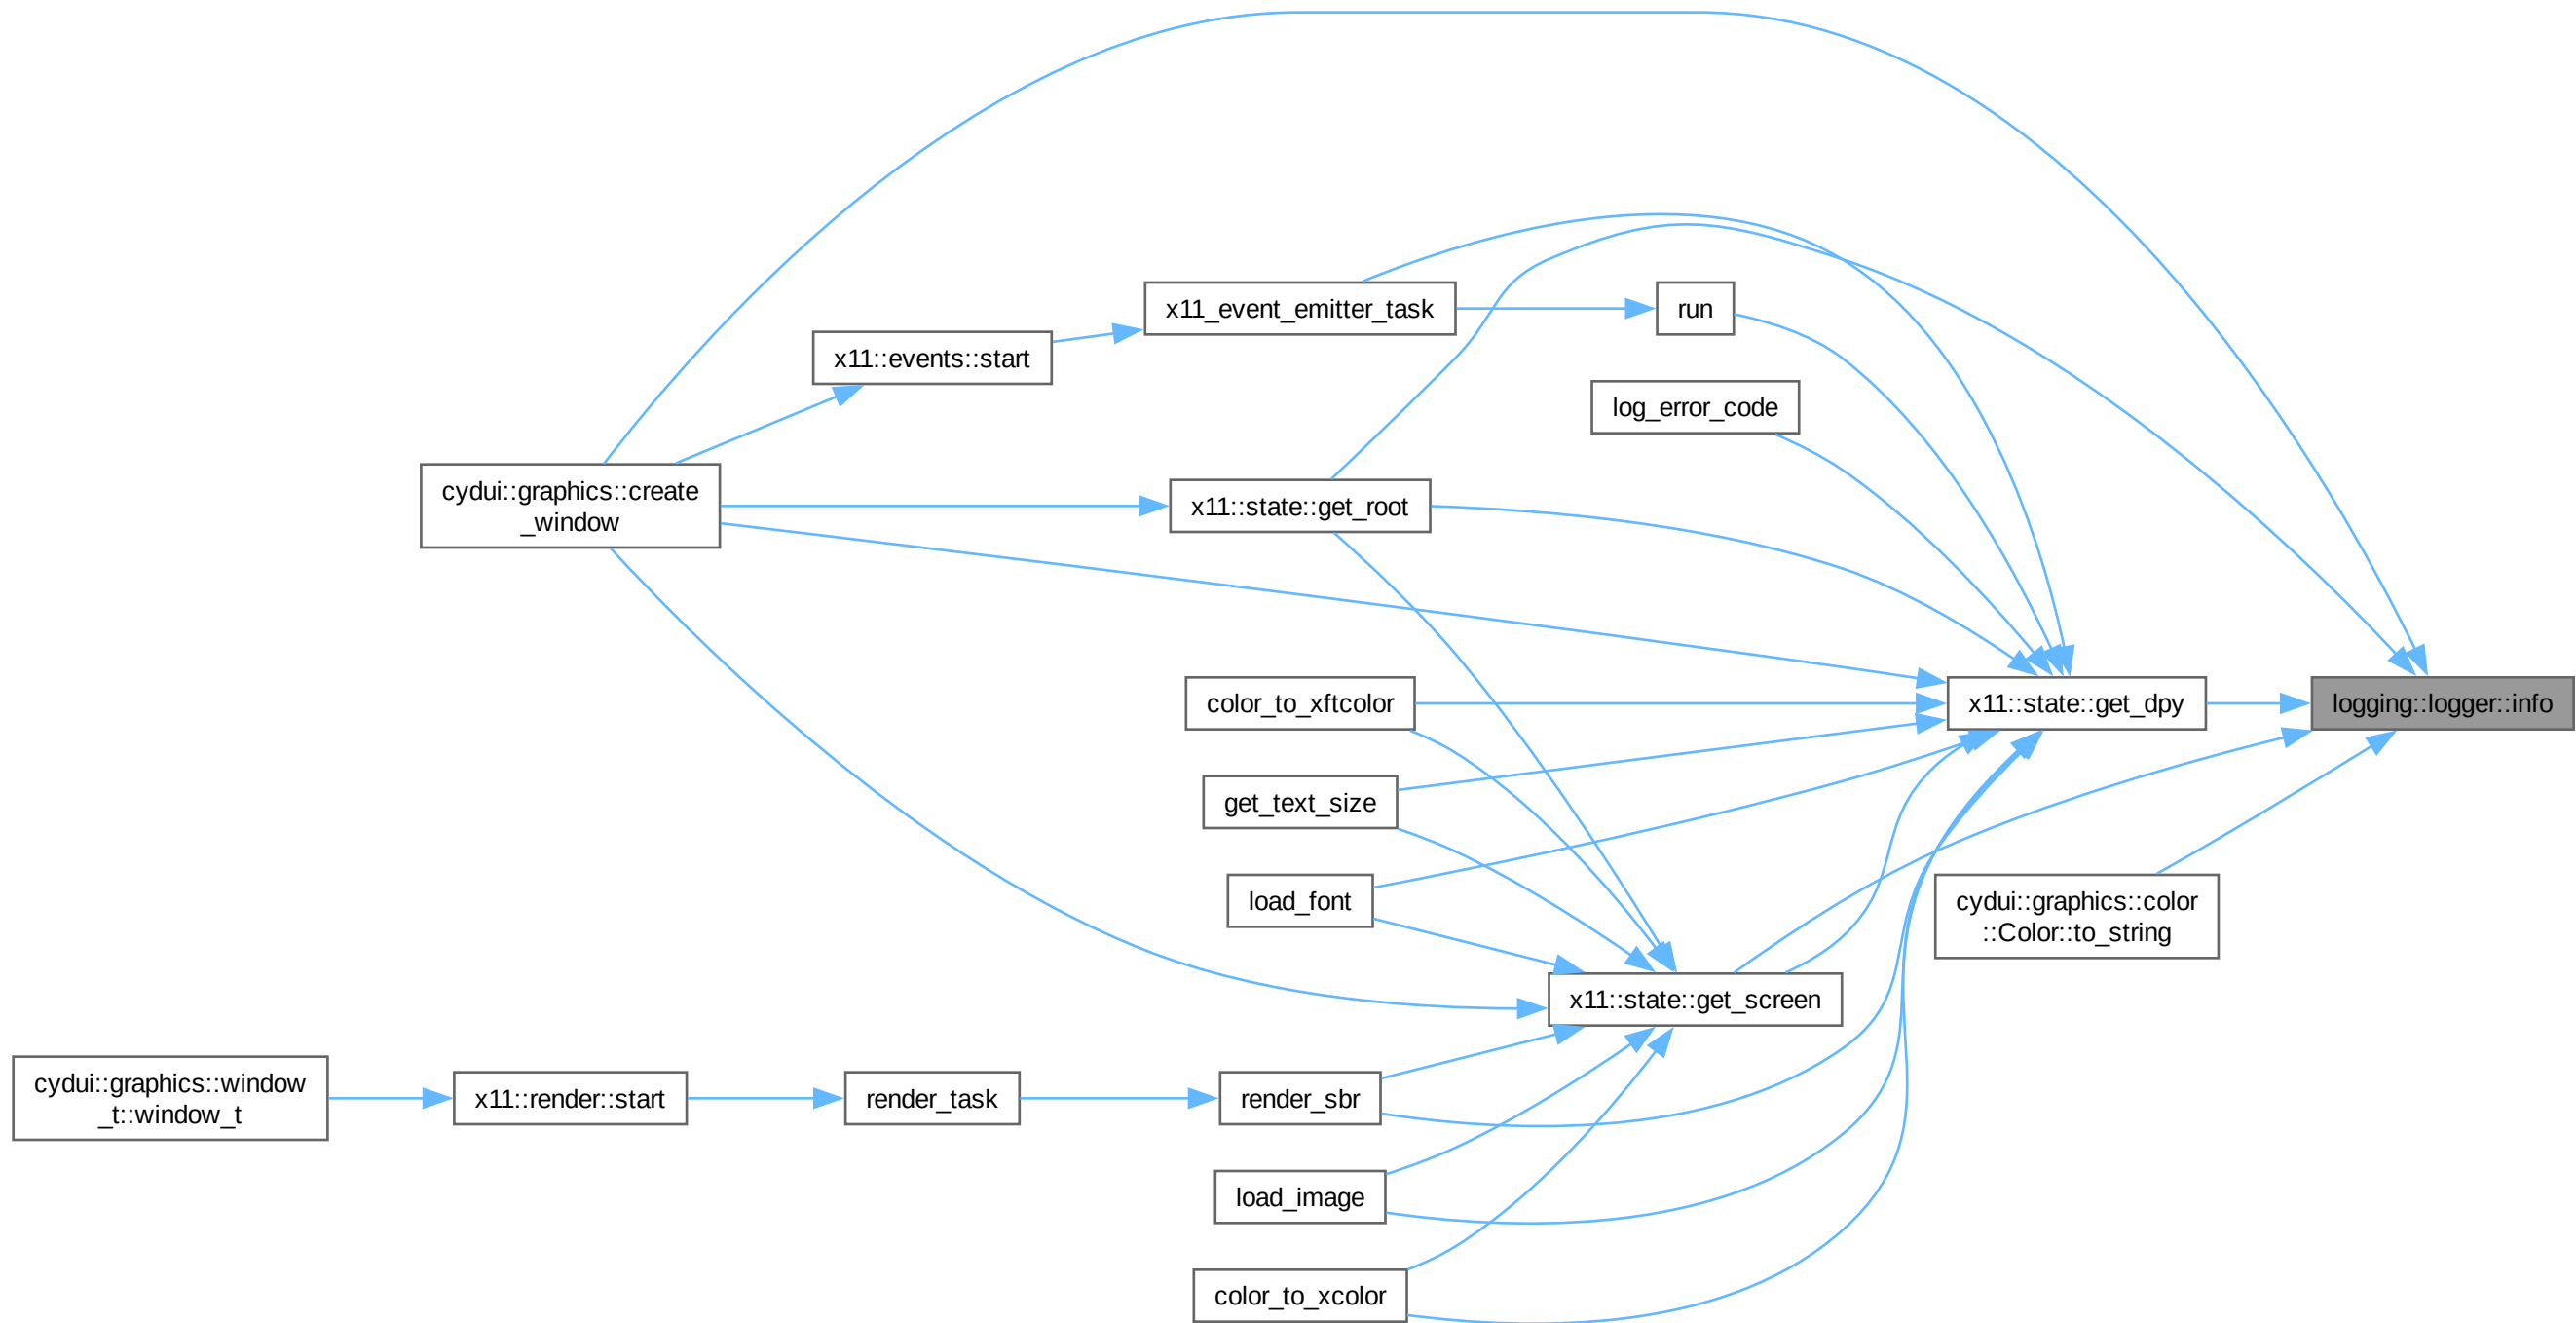 x11_event_emitter_task
run
x11::events::start
log_error_code
cydui::graphics::create
_window
x11::state::get_root
color_to_xftcolor
x11::state::get_dpy
logging::logger::info
get_text_size
load_font
cydui::graphics::color
::Color::to_string
x11::state::get_screen
cydui::graphics::window
_t::window_t
x11::render::start
render_task
render_sbr
load_image
color_to_xcolor